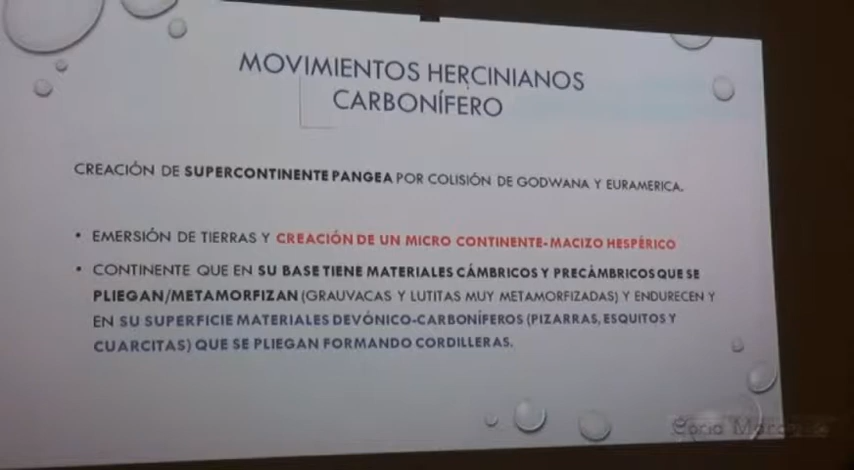 MOVIMIENTOS HERCINIANOS
CARBONÍFERO
CREACIÓN DE SUPERCONTINENTE PANGEA POR COLISIÓN DE GODWANA Y EURAMERICA.
• EMERSIÓN DE TIERRAS Y CREACIÓN DE UN MICRO CONTINENTE-MACIZO HESPÉRICO
• CONTINENTE QUE EN SU BASE TIENE MATERIALES CÁMBRICOS Y PRECÁMBRICOS QUE SE
PLIEGAN/METAMORFIZAN (GRAUVACAS Y LUTITAS MUY METAMORFIZADAS) Y ENDURECEN Y
EN SU SUPERFICIE MATERIALES DEVÓNICO-CARBONÍFEROS (PIZARRAS, ESQUITOS Y
CUARCITAS) QUE SE PLIEGAN FORMANDO CORDILLERAS.